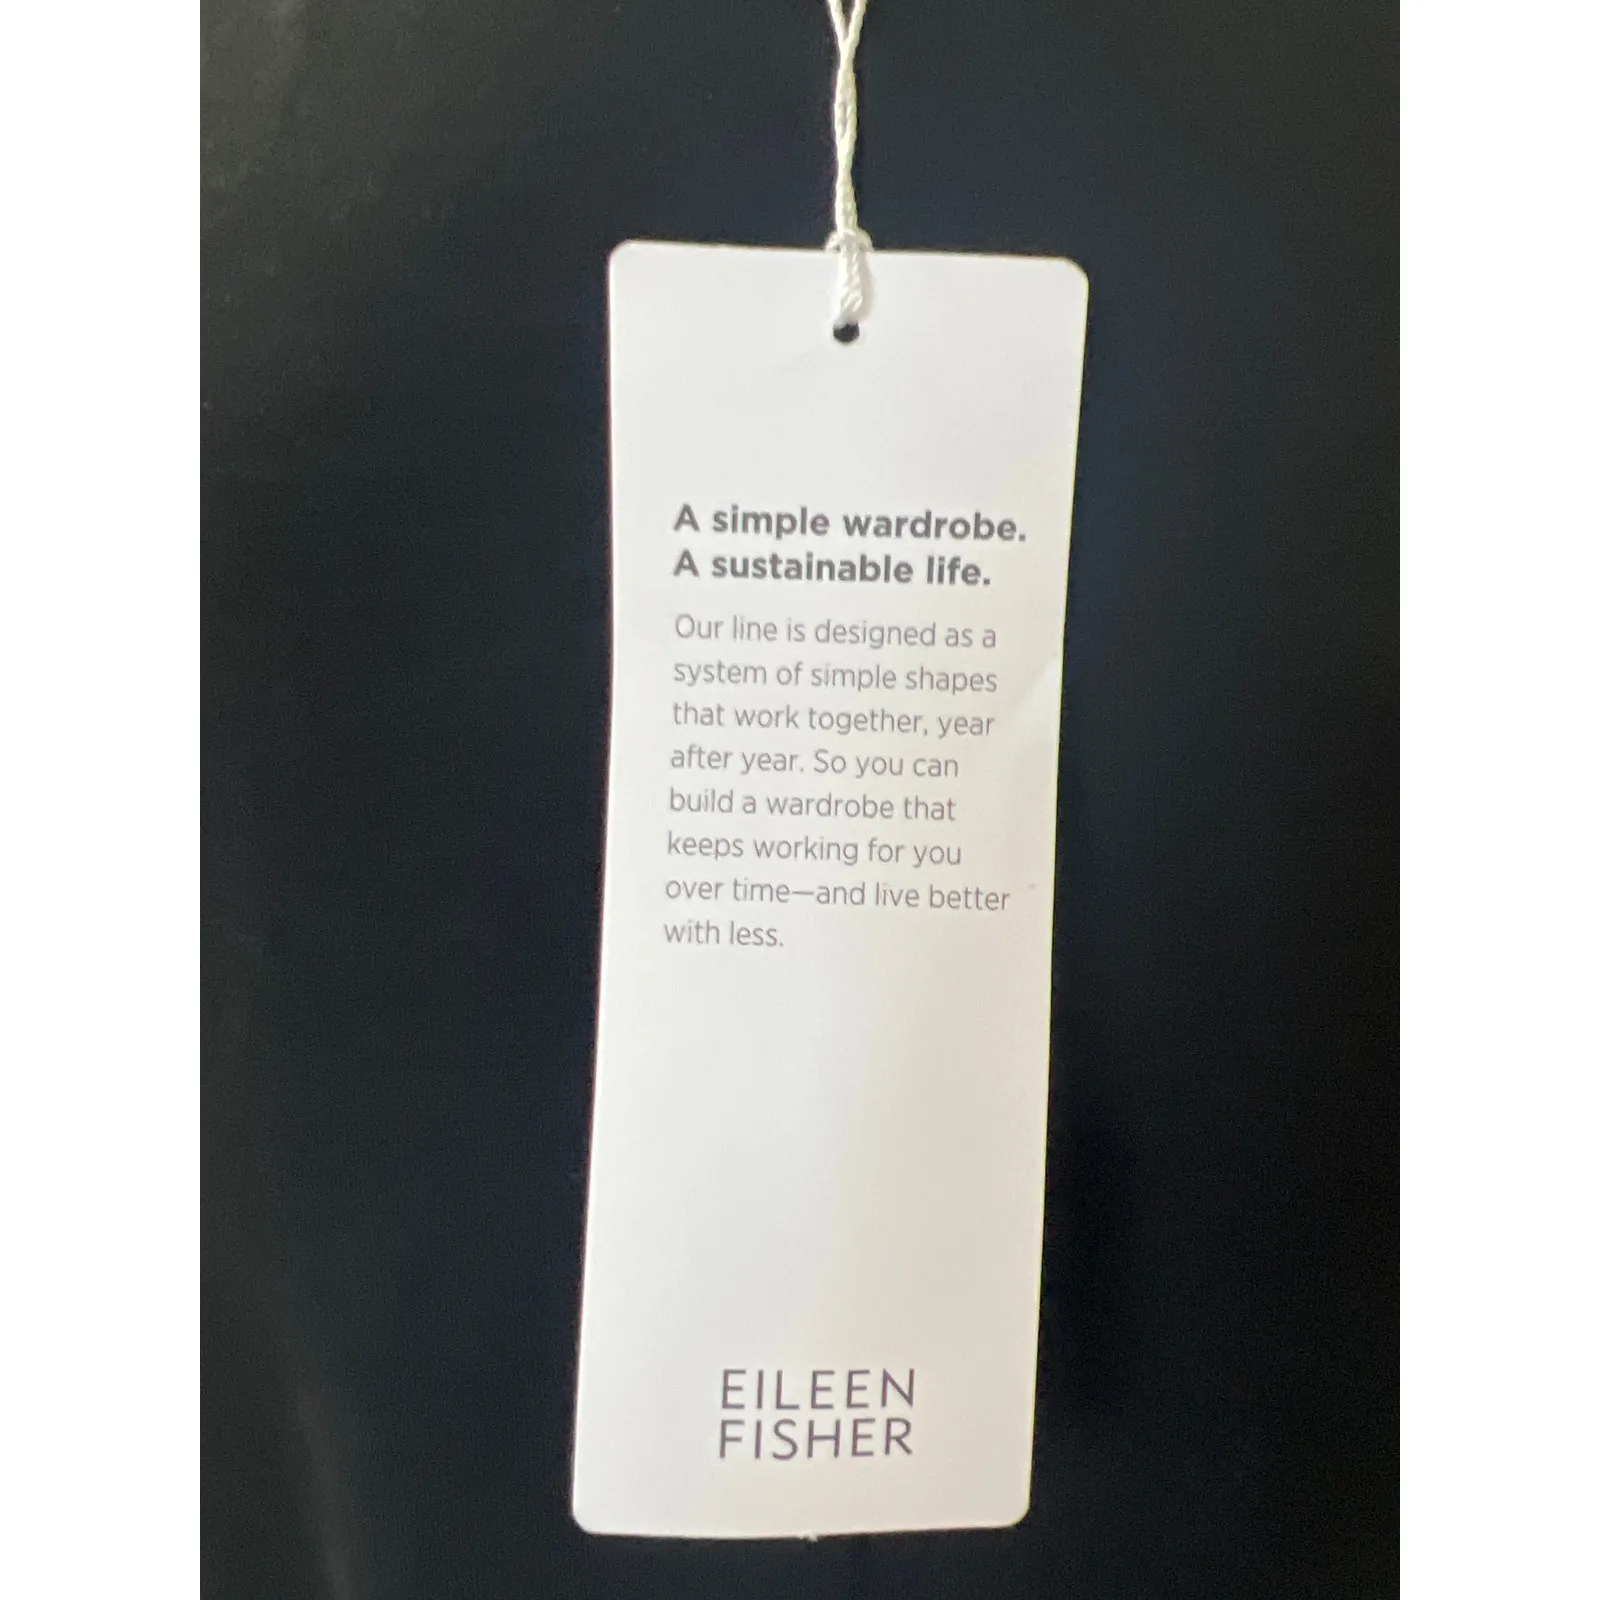 A simple wardrobe.
A sustainable life.
Our line is designed as a
system of simple shapes
that work together, year
after year. So you can
build a wardrobe that
keeps working for you
over time—and live better
with less.
EILEEN
FISHER